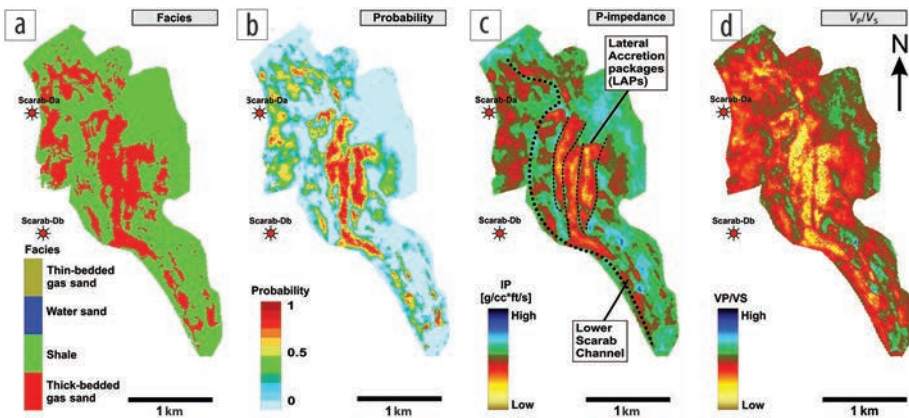 a
Facies
Scarab-Da
Scarab-Db
Facies
Thin-bedded
gas sand
Water sand
Shale
Thick-bedded
gas sand
1 km
b
Probability
Scarab-Da
Scarab-Db
Probability
1
0.5
0
1 km
c
P-impedance
Lateral
Accretion
packages
(LAPs)
Scarab-Da
Scarab-Db
IP
[g/cc*ft/s]
High
Low
Lower
Scarab
Channel
1 km
d
VP/VS
N
Scarab-Da
Scarab-Db
VP/VS
High
Low
1 km